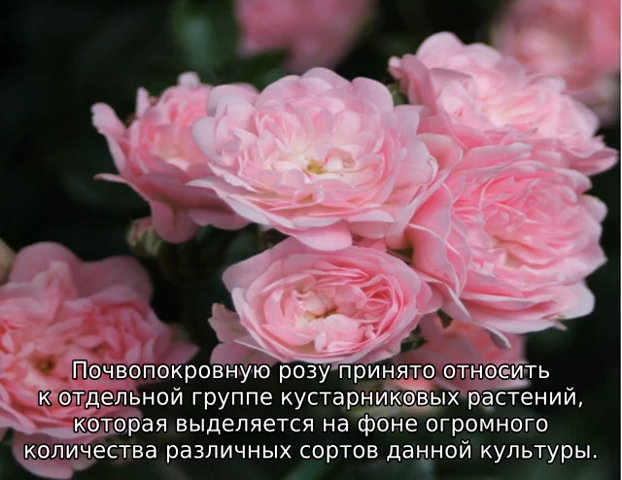 Почвопокровную розу принято относить
к отдельной группе кустарниковых растений,
которая выделяется на фоне огромного
количества различных сортов данной культуры.